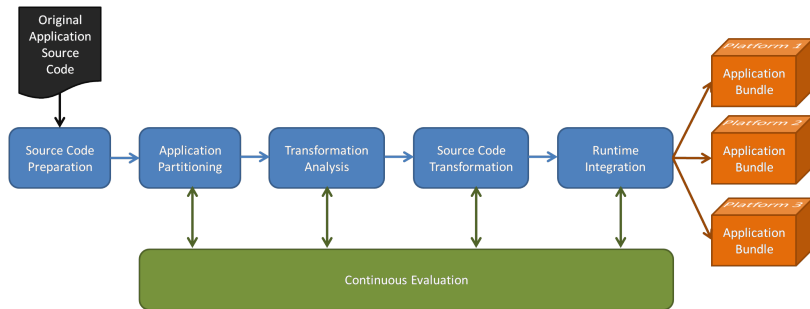 Original
Application
Source
Code
Source Code
Preparation
Application
Partitioning
Transformation
Analysis
Source Code
Transformation
Runtime
Integration
Platform 1
Application
Bundle
Platform 2
Application
Bundle
Platform 3
Application
Bundle
Continuous Evaluation